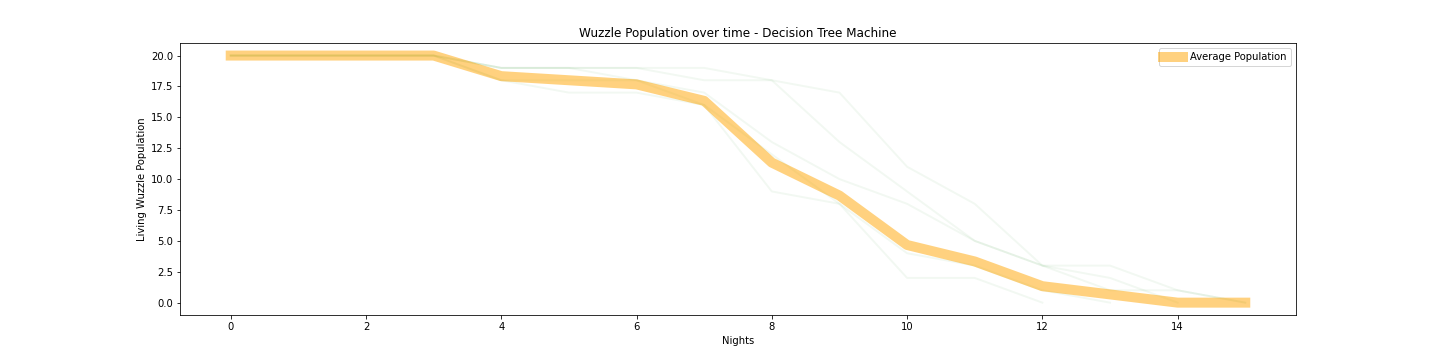 Wuzzle Population over time - Decision Tree Machine
Average Population
Living Wuzzle Population
20.0
17.5
15.0
12.5
10.0
7.5
5.0
2.5
0.0
0 2 4 6 8 10 12 14
Nights